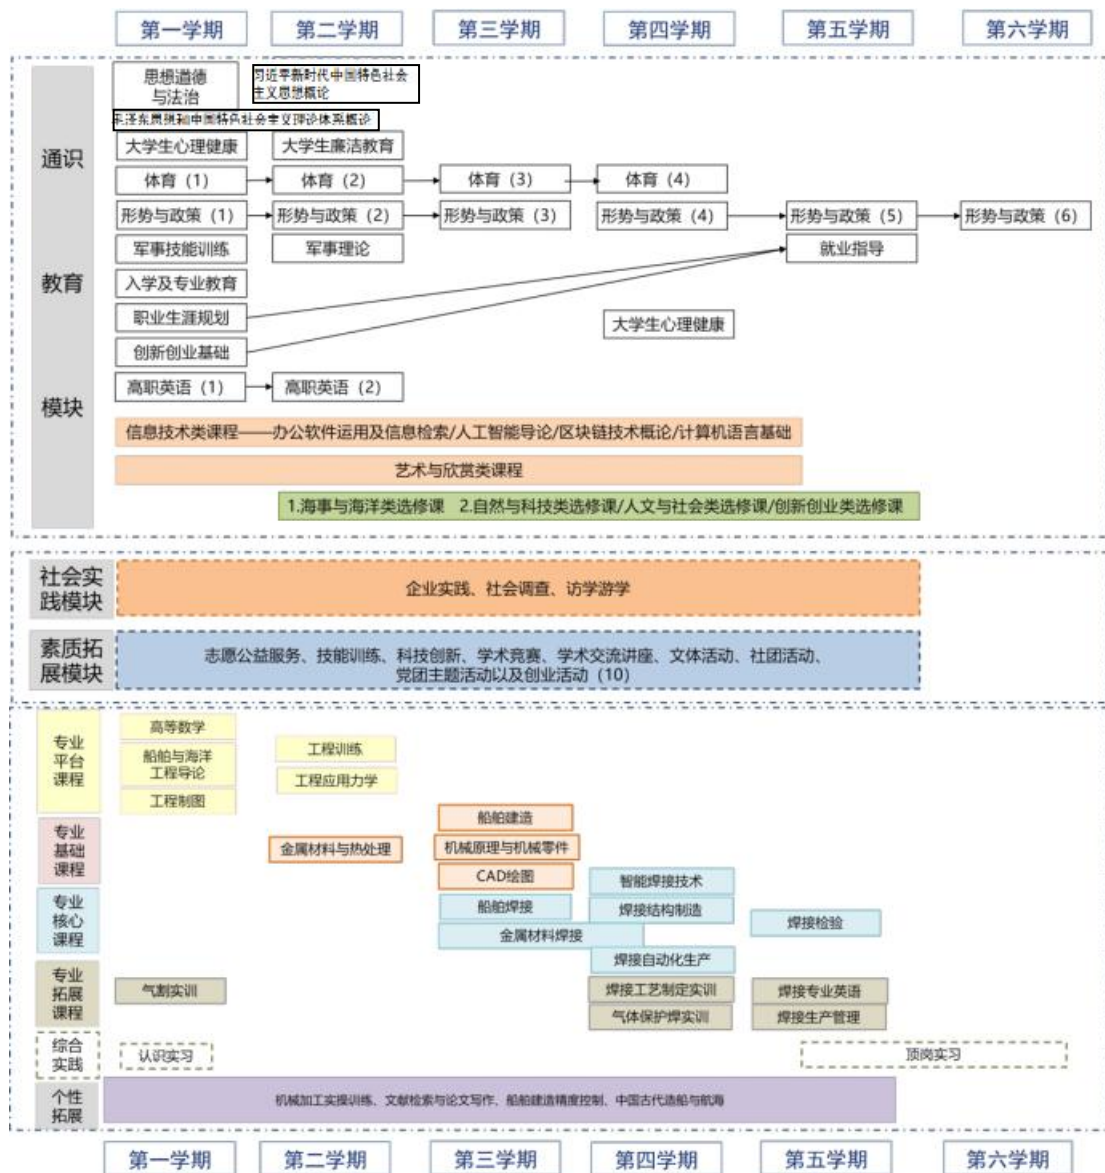 第一学期 第二学期 第三学期 第四学期 第五学期 第六学期
通识
教育
模块
思想道德
与法治
习近平新时代中国特色社会
主义思想概论
毛泽东思想和中国特色社会主义理论体系概论
大学生心理健康 大学生廉洁教育
体育（1） 体育（2） 体育（3） 体育（4）
形势与政策（1） 形势与政策（2） 形势与政策（3） 形势与政策（4） 形势与政策（5） 形势与政策（6）
军事技能训练 军事理论 就业指导
入学及专业教育
职业生涯规划 大学生心理健康
创新创业基础
高职英语（1） 高职英语（2）
信息技术类课程——办公软件运用及信息检索/人工智能导论/区块链技术概论/计算机语言基础
艺术与欣赏类课程
1.海事与海洋类选修课 2.自然与科技类选修课/人文与社会类选修课/创新创业类选修课
社会实
践模块
企业实践、社会调查、访学游学
素质拓
展模块
志愿公益服务、技能训练、科技创新、学术竞赛、学术交流讲座、文体活动、社团活动、
党团主题活动以及创业活动（10）
专业
平台
课程
高等数学
船舶与海洋
工程导论
工程制图
工程训练
工程应用力学
专业
基础
课程
金属材料与热处理
船舶建造
机械原理与机械零件
CAD绘图
专业
核心
课程
船舶焊接
金属材料焊接
智能焊接技术
焊接结构制造
焊接自动化生产
焊接检验
专业
拓展
课程
气割实训
焊接工艺制定实训
气体保护焊实训
焊接专业英语
焊接生产管理
综合
实践
认识实习 顶岗实习
个性
拓展
机械加工实操训练、文献检索与论文写作、船舶建造精度控制、中国古代造船与航海
第一学期 第二学期 第三学期 第四学期 第五学期 第六学期